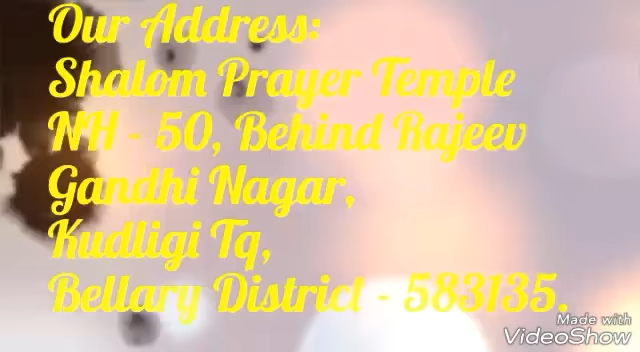 Our Address:
Shalom Prayer Temple
NH - 50, Behind Rajeev
Gandhi Nagar,
Kudligi Tq,
Bellary District - 583135.
Made with
VideoShow